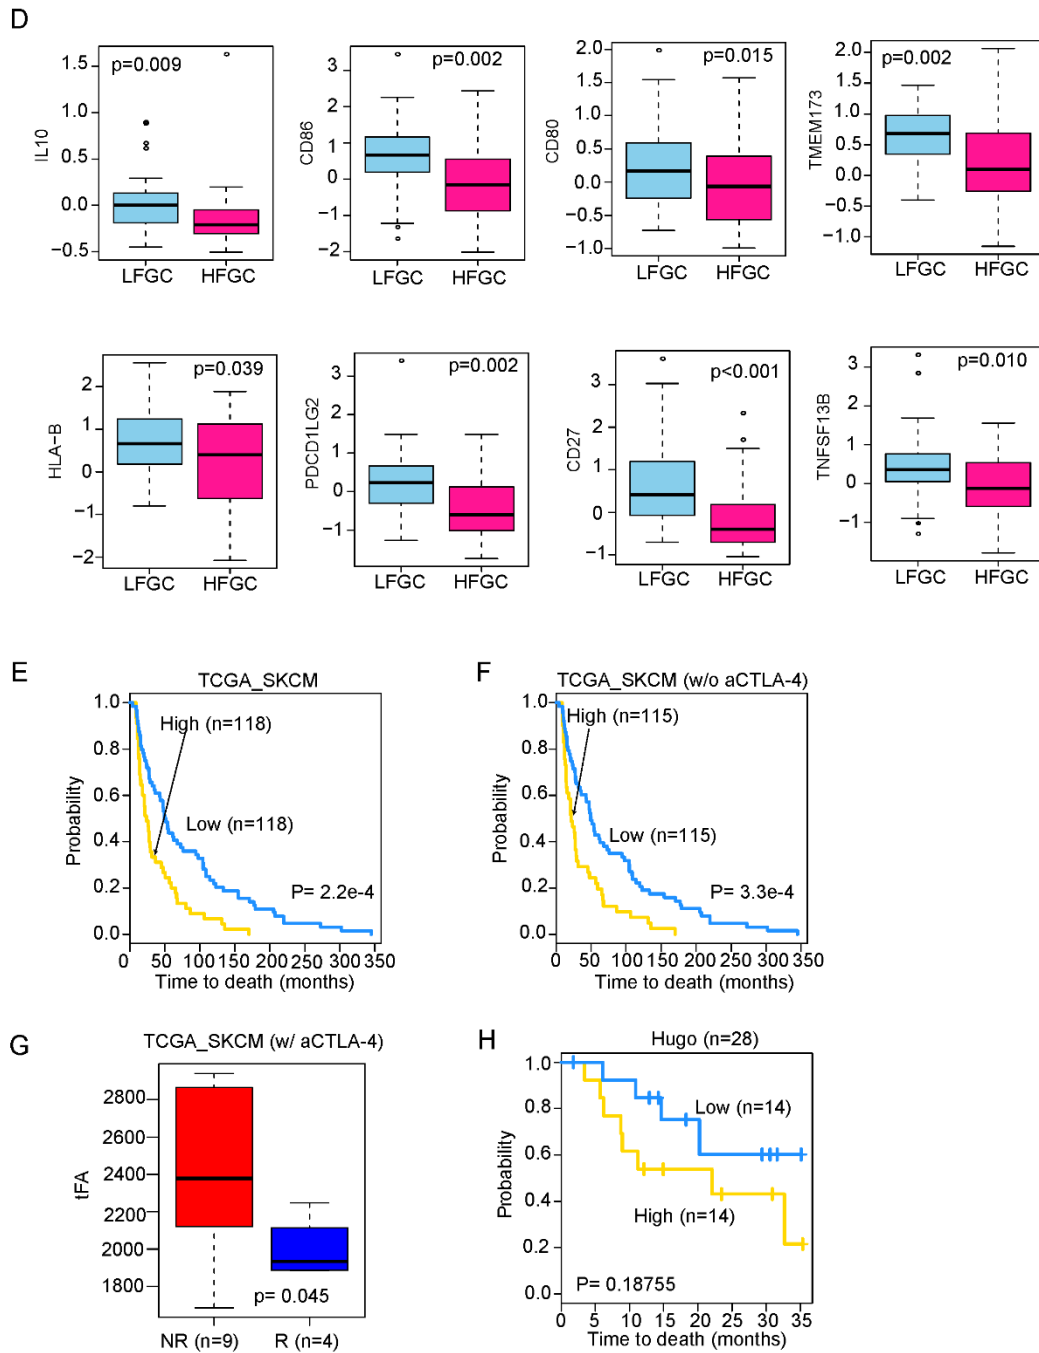 D
p=0.009
IL10
1.5
1.0
0.5
0.0
−0.5
LFGC HFGC
p=0.002
CD86
3
2
1
0
−1
−2
LFGC HFGC
p=0.015
CD80
2.0
1.5
1.0
0.5
0.0
−0.5
−1.0
LFGC HFGC
p=0.002
TMEM173
2.0
1.5
1.0
0.5
0.0
−0.5
−1.0
LFGC HFGC
p=0.039
HLA−B
2
1
0
−1
−2
LFGC HFGC
p=0.002
PDCD1LG2
3
2
1
0
−1
LFGC HFGC
p<0.001
CD27
3
2
1
0
−1
LFGC HFGC
p=0.010
TNFSF13B
3
2
1
0
−1
LFGC HFGC
E
TCGA_SKCM
High (n=118)
Low (n=118)
P= 2.2e-4
Probability
1.0
0.8
0.6
0.4
0.2
0.0
0 50 100 150 200 250 300 350
Time to death (months)
F
TCGA_SKCM (w/o aCTLA-4)
High (n=115)
Low (n=115)
P= 3.3e-4
Probability
1.0
0.8
0.6
0.4
0.2
0.0
0 50 100 150 200 250 300 350
Time to death (months)
G
TCGA_SKCM (w/ aCTLA-4)
tFA
2800
2600
2400
2200
2000
1800
p= 0.045
NR (n=9) R (n=4)
H
Hugo (n=28)
Low (n=14)
High (n=14)
P= 0.18755
Probability
1.0
0.8
0.6
0.4
0.2
0.0
0 5 10 15 20 25 30 35
Time to death (months)